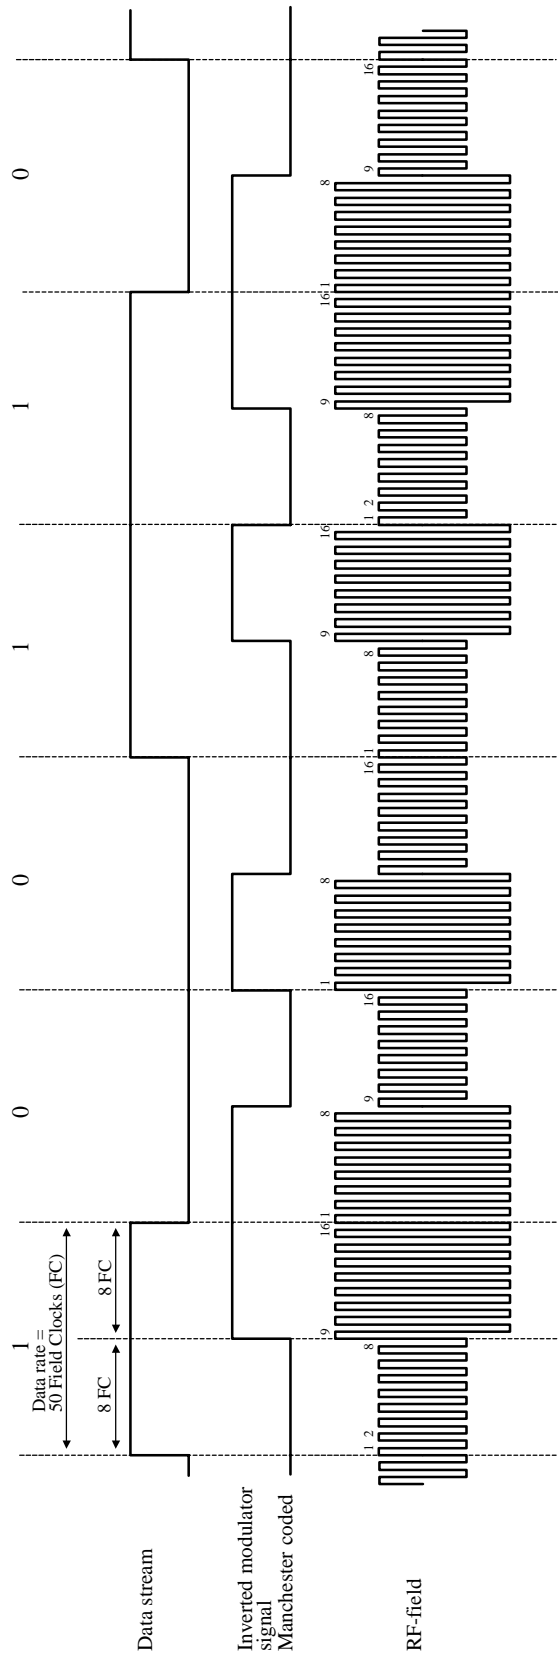 1 0 0 1 1 0
Data rate =
50 Field Clocks (FC)
8 FC 8 FC
Data stream
Inverted modulator
signal
Manchester coded
1 2 8 9 16 1 8 9 16 1 8 16 1 8 9 16 1 2 8 9 16 1 8 9 16
RF-field